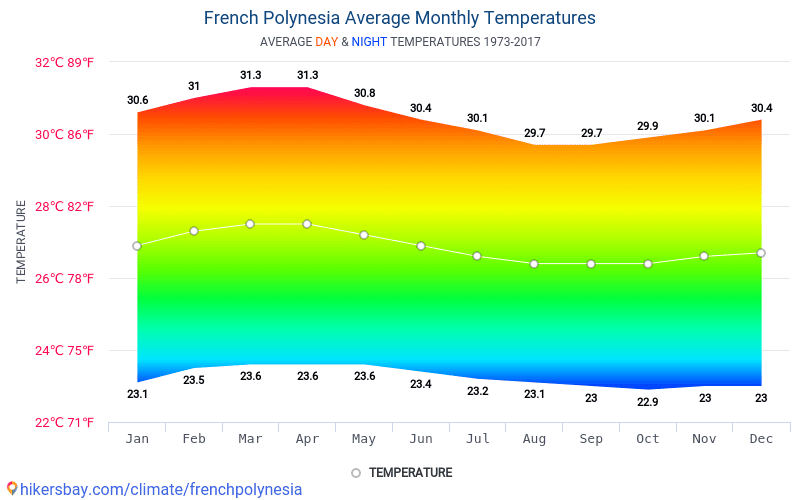 French Polynesia Average Monthly Temperatures
AVERAGE DAY & NIGHT TEMPERATURES 1973-2017
TEMPERATURE
32℃ 89℉
30℃ 86℉
28℃ 82℉
26℃ 78℉
24℃ 75℉
22℃ 71℉
30.6 31 31.3 31.3 30.8 30.4 30.1 29.7 29.7 29.9 30.1 30.4
23.1 23.5 23.6 23.6 23.6 23.4 23.2 23.1 23 22.9 23 23
Jan Feb Mar Apr May Jun Jul Aug Sep Oct Nov Dec
TEMPERATURE
hikersbay.com/climate/frenchpolynesia